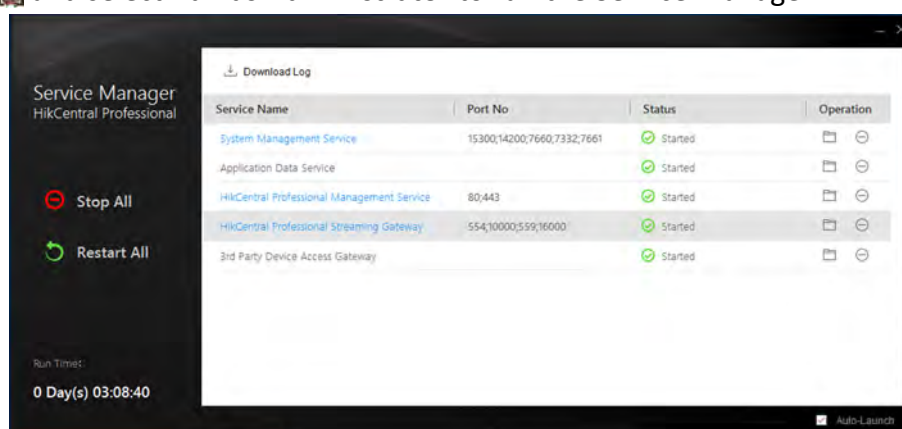 Service Manager
HikCentral Professional
Stop All
Restart All
Run Time:
0 Day(s) 03:08:40
Download Log
Service Name Port No Status Operation
System Management Service 15300;14200;7660;7332;7661 Started
Application Data Service Started
HikCentral Professional Management Service 80;443 Started
HikCentral Professional Streaming Gateway 554;10000;559;16000 Started
3rd Party Device Access Gateway Started
Auto-Launch